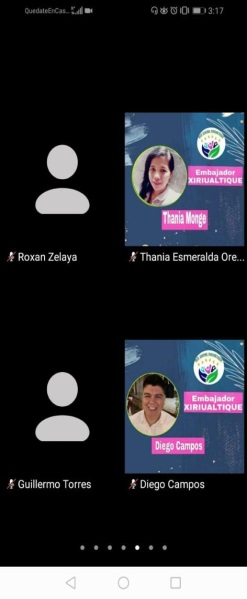 QuedateEnCas...
3:17
Embajador
XIRIUALTIQUE
Thania Monge
Roxan Zelaya
Thania Esmeralda Ore...
Embajador
XIRIUALTIQUE
Diego Campos
Guillermo Torres
Diego Campos